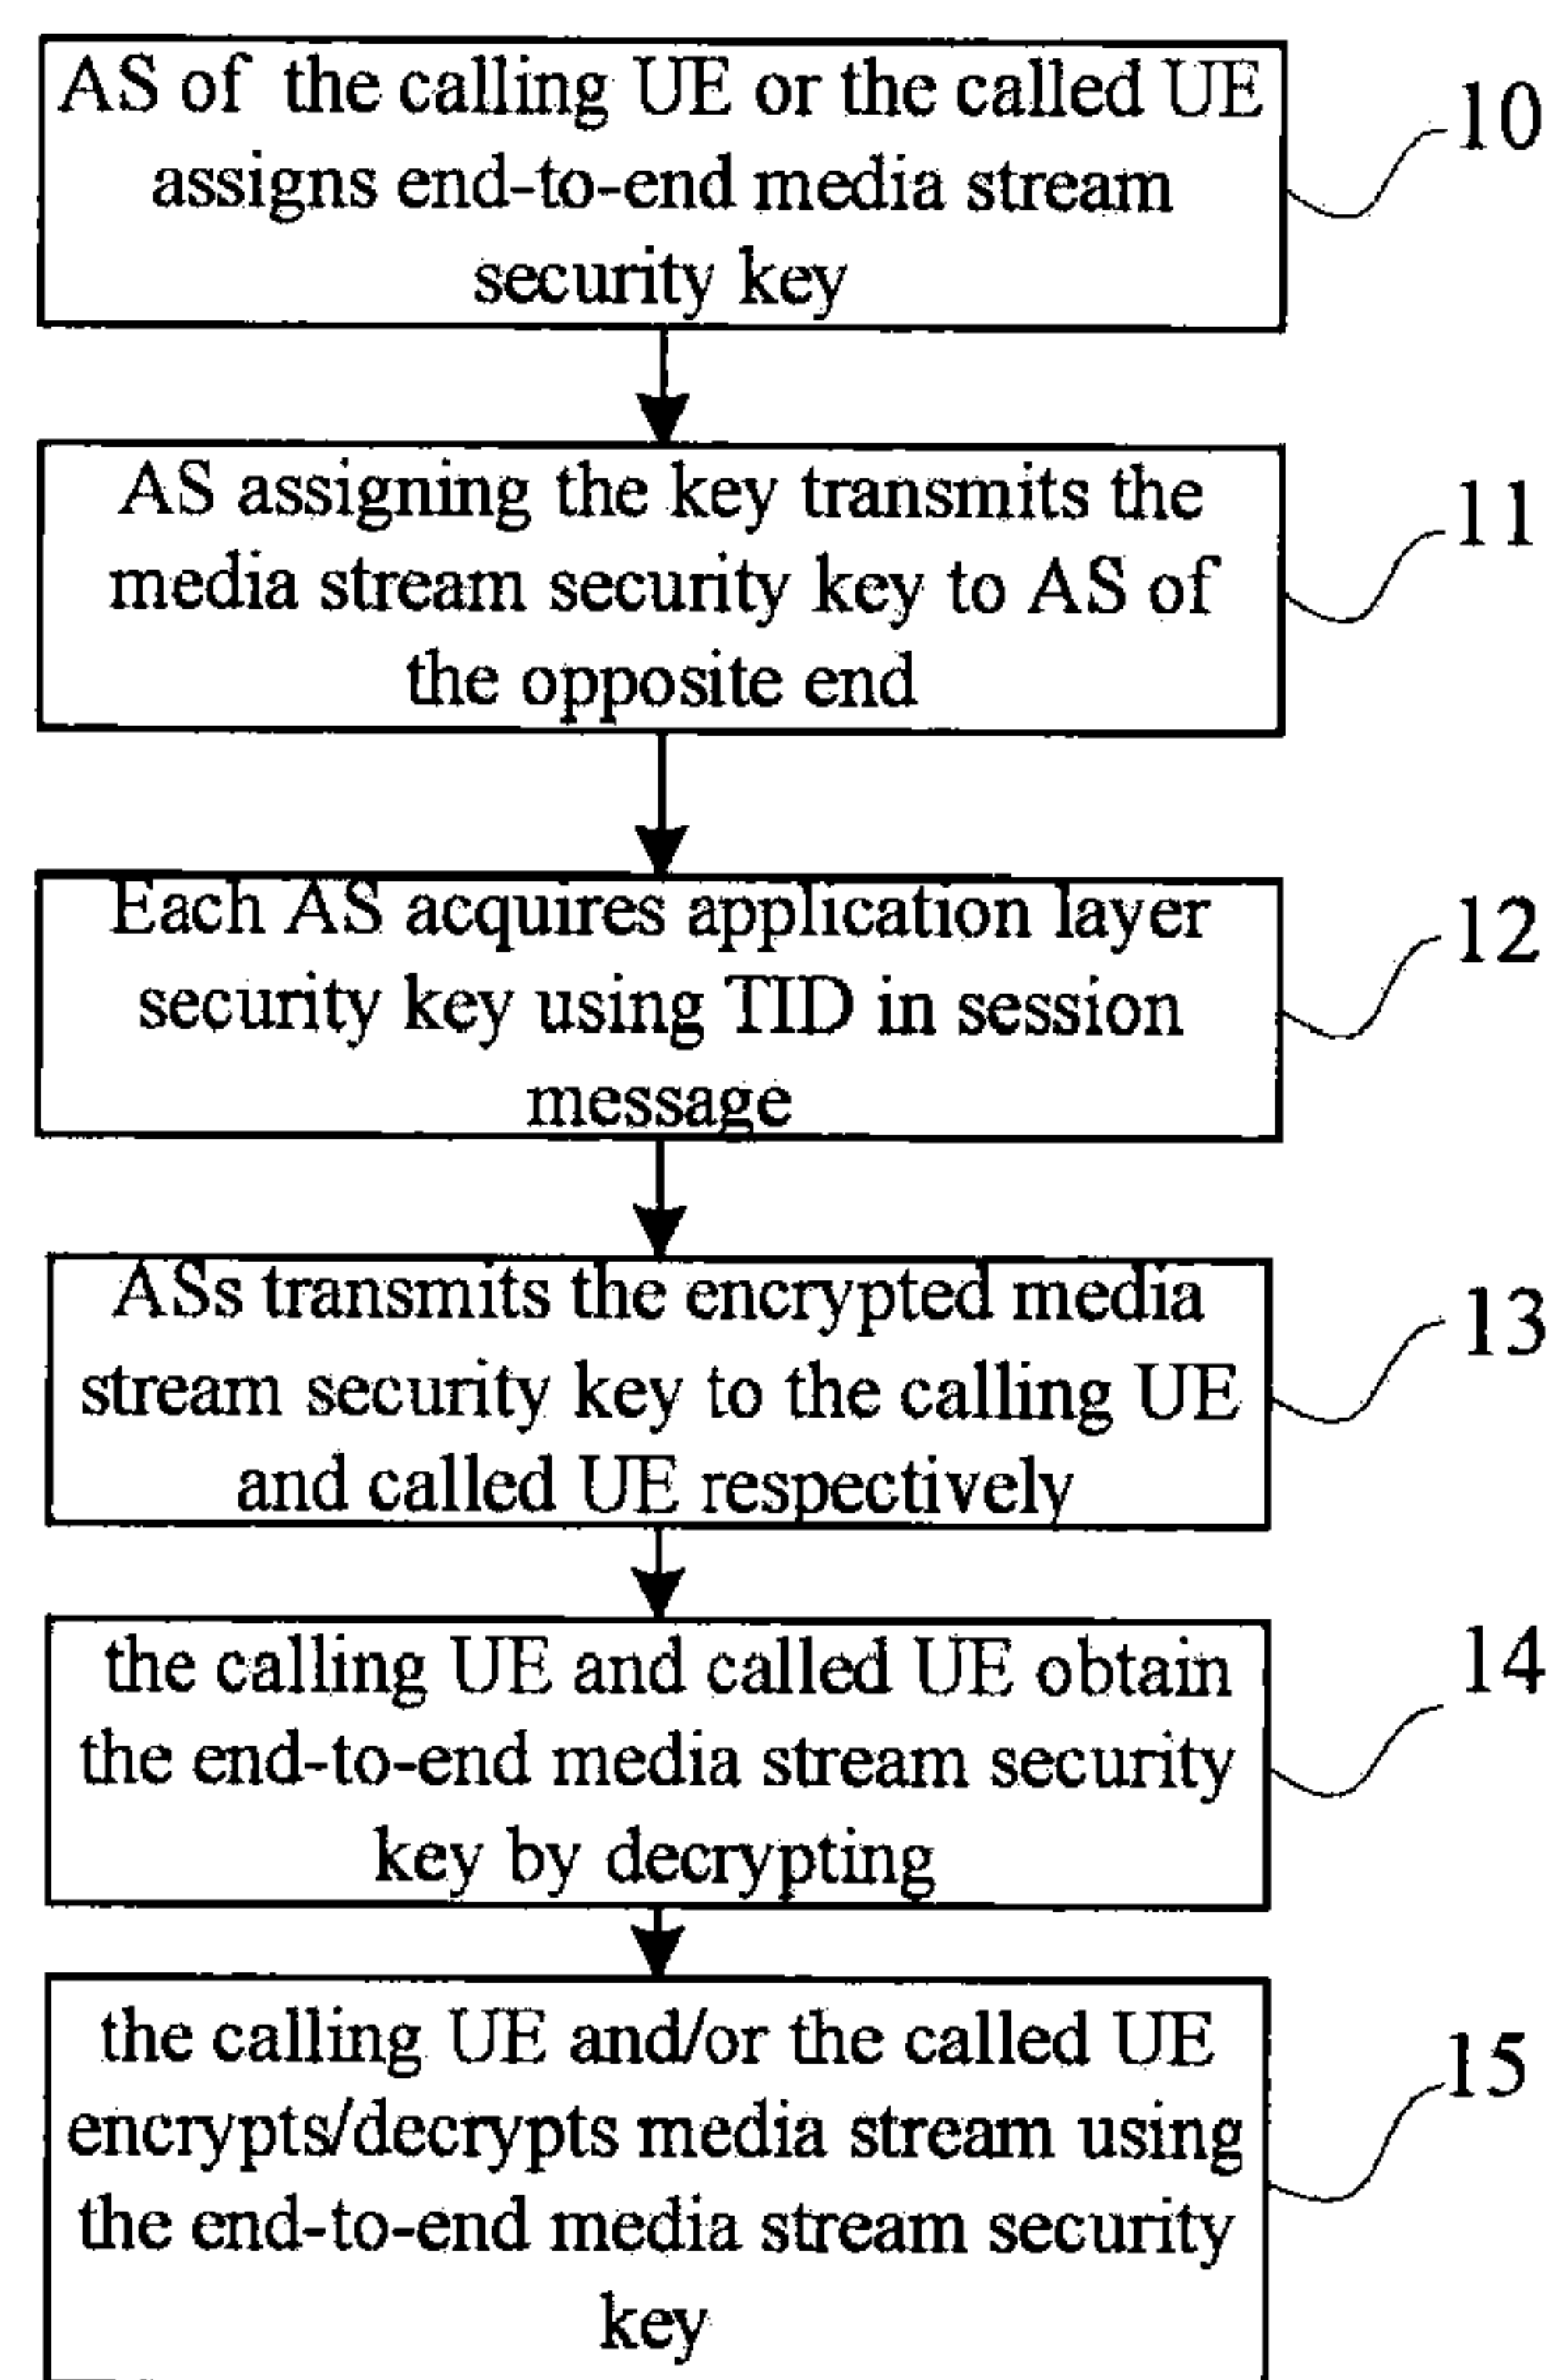 AS of the calling UE or the called UE
assigns end-to-end media stream
security key
10
AS assigning the key transmits the
media stream security key to AS of
the opposite end
11
Each AS acquires application layer
security key using TID in session
message
12
ASs transmits the encrypted media
stream security key to the calling UE
and called UE respectively
13
the calling UE and called UE obtain
the end-to-end media stream security
key by decrypting
14
the calling UE and/or the called UE
encrypts/decrypts media stream using
the end-to-end media stream security
key
15